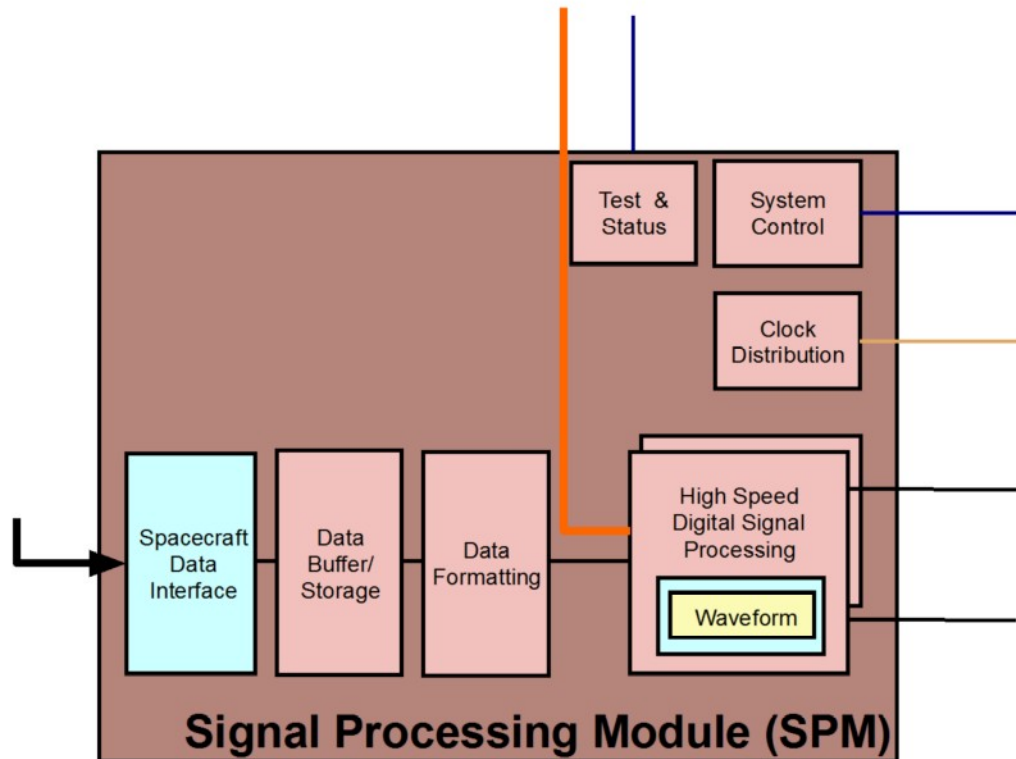 Test & 
Status
System
Control
Clock
Distribution
Spacecraft
Data
Interface
Data
Buffer/
Storage
Data
Formatting
High Speed
Digital Signal
Processing
Waveform
Signal Processing Module (SPM)